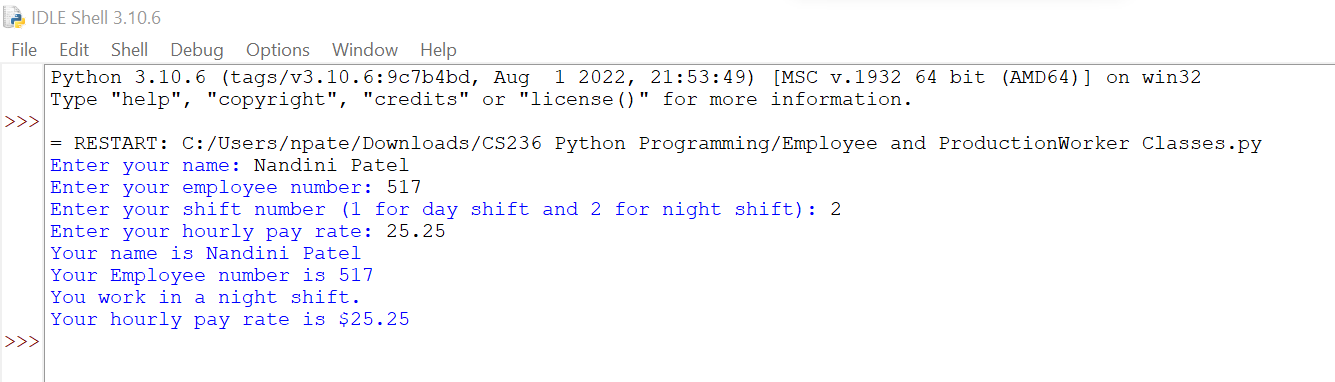 IDLE Shell 3.10.6
File Edit Shell Debug Options Window Help
Python 3.10.6 (tags/v3.10.6:9c7b4bd, Aug  1 2022, 21:53:49) [MSC v.1932 64 bit (AMD64)] on win32
Type "help", "copyright", "credits" or "license()" for more information.
>>>
= RESTART: C:/Users/npate/Downloads/CS236 Python Programming/Employee and ProductionWorker Classes.py
Enter your name: Nandini Patel
Enter your employee number: 517
Enter your shift number (1 for day shift and 2 for night shift): 2
Enter your hourly pay rate: 25.25
Your name is Nandini Patel
Your Employee number is 517
You work in a night shift.
Your hourly pay rate is $25.25
>>>